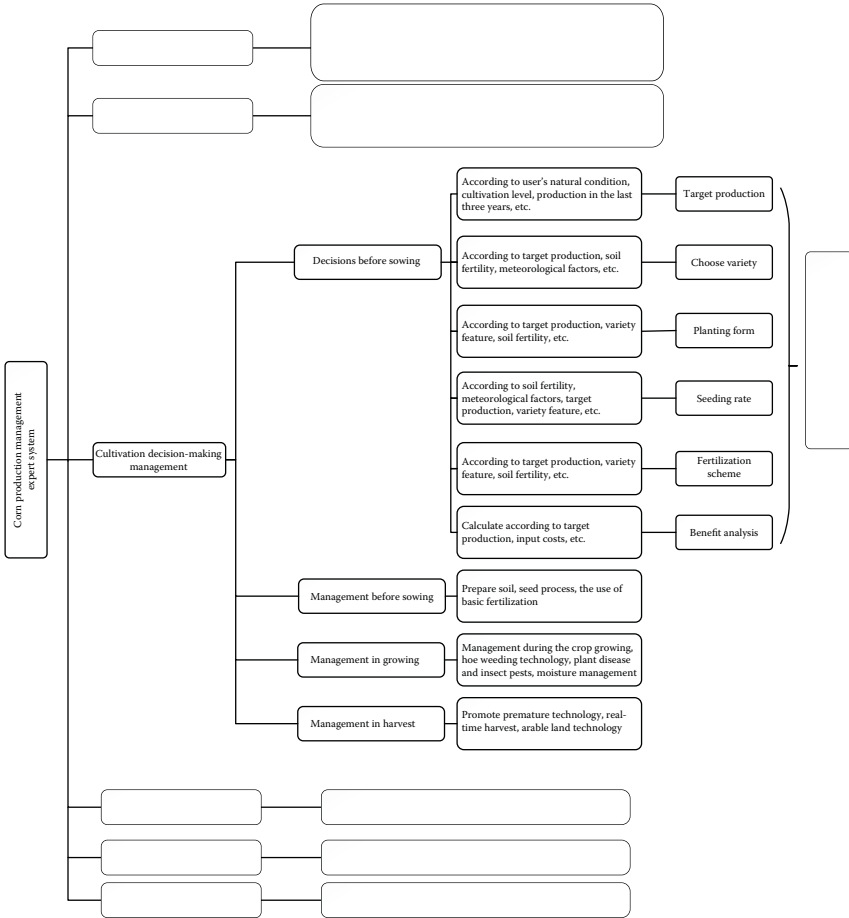 Corn production management
expert system
Cultivation decision-making
management
Decisions before sowing
According to user's natural condition,
cultivation level, production in the last
three years, etc.
Target production
According to target production, soil
fertility, meteorological factors, etc.
Choose variety
According to target production, variety
feature, soil fertility, etc.
Planting form
According to soil fertility,
meteorological factors, target
production, variety feature, etc.
Seeding rate
According to target production, variety
feature, soil fertility, etc.
Fertilization
scheme
Calculate according to target
production, input costs, etc.
Benefit analysis
Management before sowing
Prepare soil, seed process, the use of
basic fertilization
Management in growing
Management during the crop growing,
hoe weeding technology, plant disease
and insect pests, moisture management
Management in harvest
Promote premature technology, real-
time harvest, arable land technology